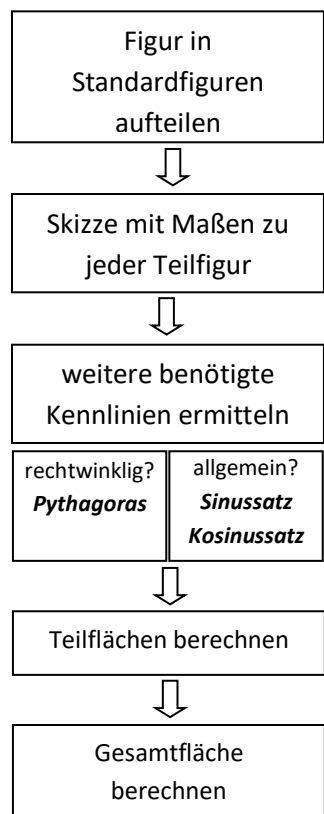 Figur in
Standardfiguren
aufteilen
Skizze mit Maßen zu
jeder Teilfigur
weitere benötigte
Kennlinien ermitteln
rechtwinklig?
Pythagoras
allgemein?
Sinussatz
Kosinussatz
Teilflächen berechnen
Gesamtfläche
berechnen